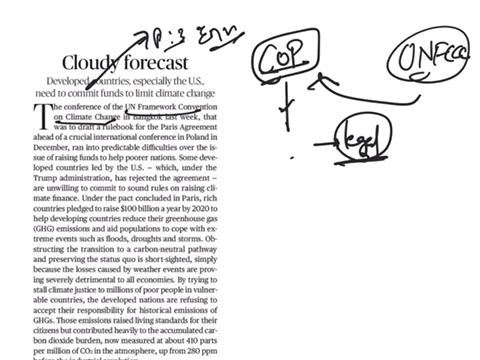 COP
UNFCCC
legal
Cloudy forecast
Developed countries, especially the U.S.,
need to commit funds to limit climate change
The conference of the UN Framework Convention
on Climate Change in Bangkok last week, that
was to draft a rulebook for the Paris Agreement
ahead of a crucial international conference in Poland in
December, ran into predictable difficulties over the is-
sue of raising funds to help poorer nations. Some deve-
loped countries led by the U.S. — which, under the
Trump administration, has rejected the agreement —
are unwilling to commit to sound rules on raising cli-
mate finance. Under the pact concluded in Paris, rich
countries pledged to raise $100 billion a year by 2020 to
help developing countries reduce their greenhouse gas
(GHG) emissions and aid populations to cope with ex-
treme events such as floods, droughts and storms. Ob-
structing the transition to a carbon-neutral pathway
and preserving the status quo is short-sighted, simply
because the losses caused by weather events are prov-
ing severely detrimental to all economies. By trying to
stall climate justice to millions of poor people in vulner-
able countries, the developed nations are refusing to
accept their responsibility for historical emissions of
GHGs. Those emissions raised living standards for their
citizens but contributed heavily to the accumulated car-
bon dioxide burden, now measured at about 410 parts
per million of CO2 in the atmosphere, up from 280 ppm